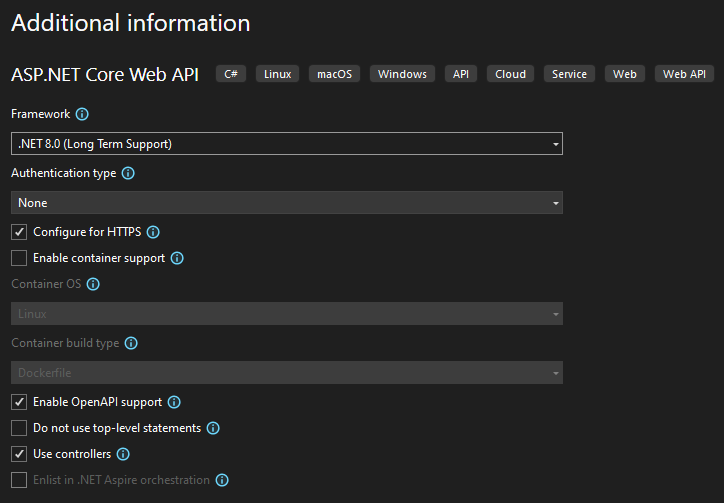 Additional information
ASP.NET Core Web API C# Linux macOS Windows API Cloud Service Web Web API
Framework
.NET 8.0 (Long Term Support)
Authentication type
None
Configure for HTTPS
Enable container support
Container OS
Linux
Container build type
Dockerfile
Enable OpenAPI support
Do not use top-level statements
Use controllers
Enlist in .NET Aspire orchestration